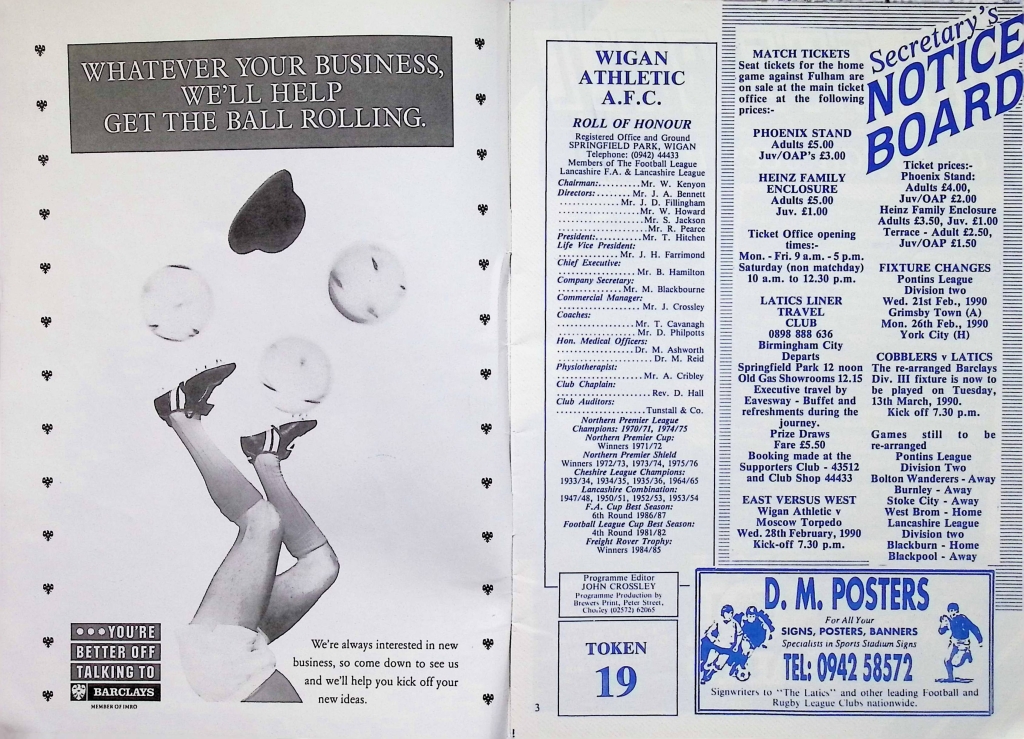 WHATEVER YOUR BUSINESS,
WE'LL HELP
GET THE BALL ROLLING.
We're always interested in new
business, so come down to see us
and we'll help you kick off your
new ideas.
•••YOU'RE
BETTER OFF
TALKING TO
BARCLAYS
MEMBER OF IMRO
WIGAN
ATHLETIC
A.F.C.
ROLL OF HONOUR
Registered Office and Ground
SPRINGFIELD PARK, WIGAN
Telephone: (0942) 44433
Members of The Football League
Lancashire F.A. & Lancashire League
Chairman:..........Mr. W. Kenyon
Directors:........Mr. J. A. Bennett
Mr. J. D. Fillingham
Mr. W. Howard
Mr. S. Jackson
Mr. R. Pearce
President:..........Mr. T. Hitchen
Life Vice President:
Mr. J. H. Farrimond
Chief Executive:
Mr. B. Hamilton
Company Secretary:
Mr. M. Blackbourne
Commercial Manager:
Mr. J. Crossley
Coaches:
Mr. T. Cavanagh
Mr. D. Philpotts
Hon. Medical Officers:
Dr. M. Ashworth
Dr. M. Reid
Physiotherapist:
Mr. A. Cribley
Club Chaplain:
Rev. D. Hall
Club Auditors:
Tunstall & Co.
Northern Premier League
Champions: 1970/71, 1974/75
Northern Premier Cup:
Winners 1971/72
Northern Premier Shield
Winners 1972/73, 1973/74, 1975/76
Cheshire League Champions:
1933/34, 1934/35, 1935/36, 1964/65
Lancashire Combination:
1947/48, 1950/51, 1952/53, 1953/54
F.A. Cup Best Season:
6th Round 1986/87
Football League Cup Best Season:
4th Round 1981/82
Freight Rover Trophy:
Winners 1984/85
Programme Editor
JOHN CROSSLEY
Programme Production by
Brewers Print, Peter Street,
Chorley (02572) 62065
TOKEN
19
3
MATCH TICKETS
Seat tickets for the home
game against Fulham are
on sale at the main ticket
office at the following
prices:-
PHOENIX STAND
Adults £5.00
Juv/OAP's £3.00
HEINZ FAMILY
ENCLOSURE
Adults £5.00
Juv. £1.00
Ticket Office opening
times:-
Mon. - Fri. 9 a.m. - 5 p.m.
Saturday (non matchday)
10 a.m. to 12.30 p.m.
LATICS LINER
TRAVEL
CLUB
0898 888 636
Birmingham City
Departs
Springfield Park 12 noon
Old Gas Showrooms 12.15
Executive travel by
Eavesway - Buffet and
refreshments during the
journey.
Prize Draws
Fare £5.50
Booking made at the
Supporters Club - 43512
and Club Shop 44433
EAST VERSUS WEST
Wigan Athletic v
Moscow Torpedo
Wed. 28th February, 1990
Kick-off 7.30 p.m.
Secretary's
NOTICE
BOARD
Ticket prices:-
Phoenix Stand:
Adults £4.00,
Juv/OAP £2.00
Heinz Family Enclosure
Adults £3.50, Juv. £1.00
Terrace - Adult £2.50,
Juv/OAP £1.50
FIXTURE CHANGES
Pontins League
Division two
Wed. 21st Feb., 1990
Grimsby Town (A)
Mon. 26th Feb., 1990
York City (H)
COBBLERS v LATICS
The re-arranged Barclays
Div. III fixture is now to
be played on Tuesday,
13th March, 1990.
Kick off 7.30 p.m.
Games still to be
re-arranged
Pontins League
Division Two
Bolton Wanderers - Away
Burnley - Away
Stoke City - Away
West Brom - Home
Lancashire League
Division two
Blackburn - Home
Blackpool - Away
D. M. POSTERS
For All Your
SIGNS, POSTERS, BANNERS
Specialists in Sports Stadium Signs
TEL: 0942 58572
Signwriters to "The Latics" and other leading Football and
Rugby League Clubs nationwide.